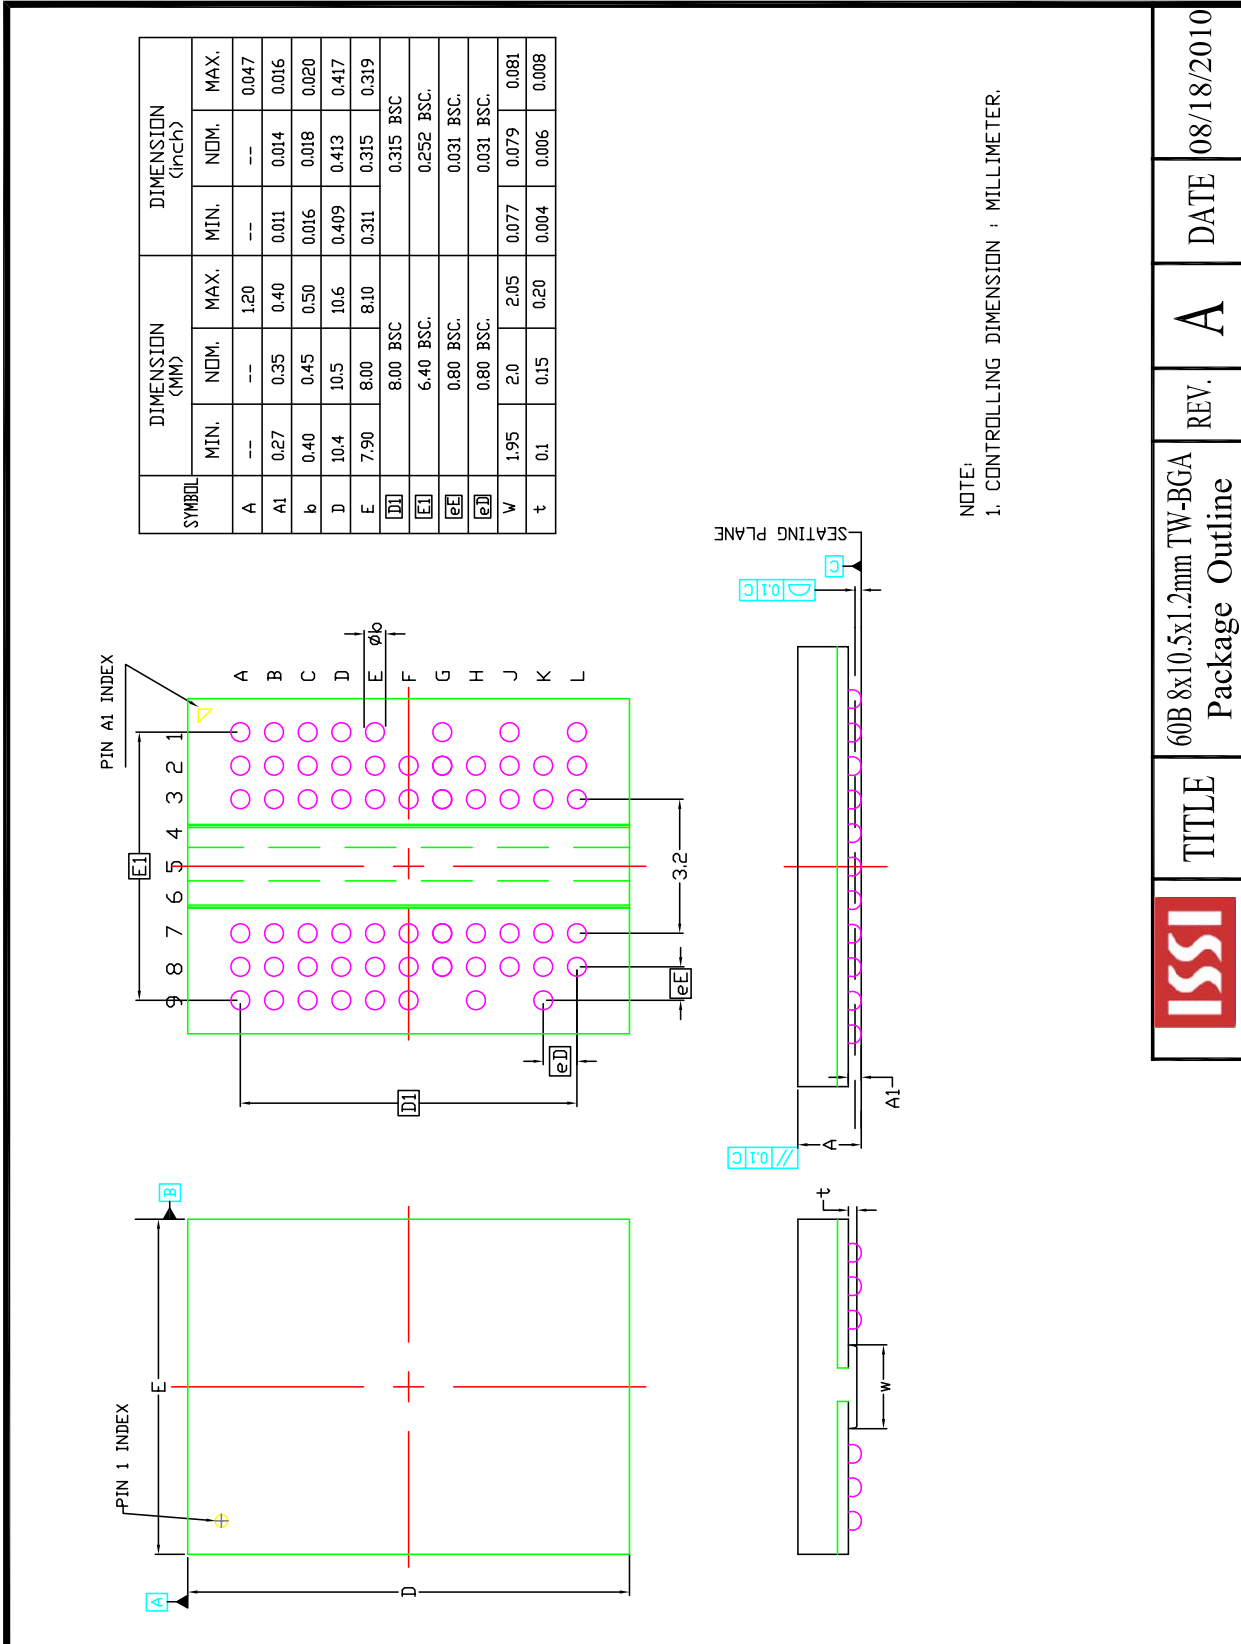 PIN 1 INDEX
A
B
E
D
PIN A1 INDEX
1 2 3 4 5 6 7 8 9
A
B
C
D
E
F
G
H
J
K
L
E1
D1
eD
eE
3.2
Øb
W
t
// 0.1 C
A
A1
0.1 C
C
SEATING PLANE
SYMBOL DIMENSION (MM) DIMENSION (inch)
MIN. NOM. MAX. MIN. NOM. MAX.
A -- -- 1.20 -- -- 0.047
A1 0.27 0.35 0.40 0.011 0.014 0.016
b 0.40 0.45 0.50 0.016 0.018 0.020
D 10.4 10.5 10.6 0.409 0.413 0.417
E 7.90 8.00 8.10 0.311 0.315 0.319
D1 8.00 BSC 0.315 BSC
E1 6.40 BSC. 0.252 BSC.
eE 0.80 BSC. 0.031 BSC.
eD 0.80 BSC. 0.031 BSC.
W 1.95 2.0 2.05 0.077 0.079 0.081
t 0.1 0.15 0.20 0.004 0.006 0.008
NOTE:
1. CONTROLLING DIMENSION : MILLIMETER.
ISSI
TITLE
60B 8x10.5x1.2mm TW-BGA
Package Outline
REV.
A
DATE
08/18/2010